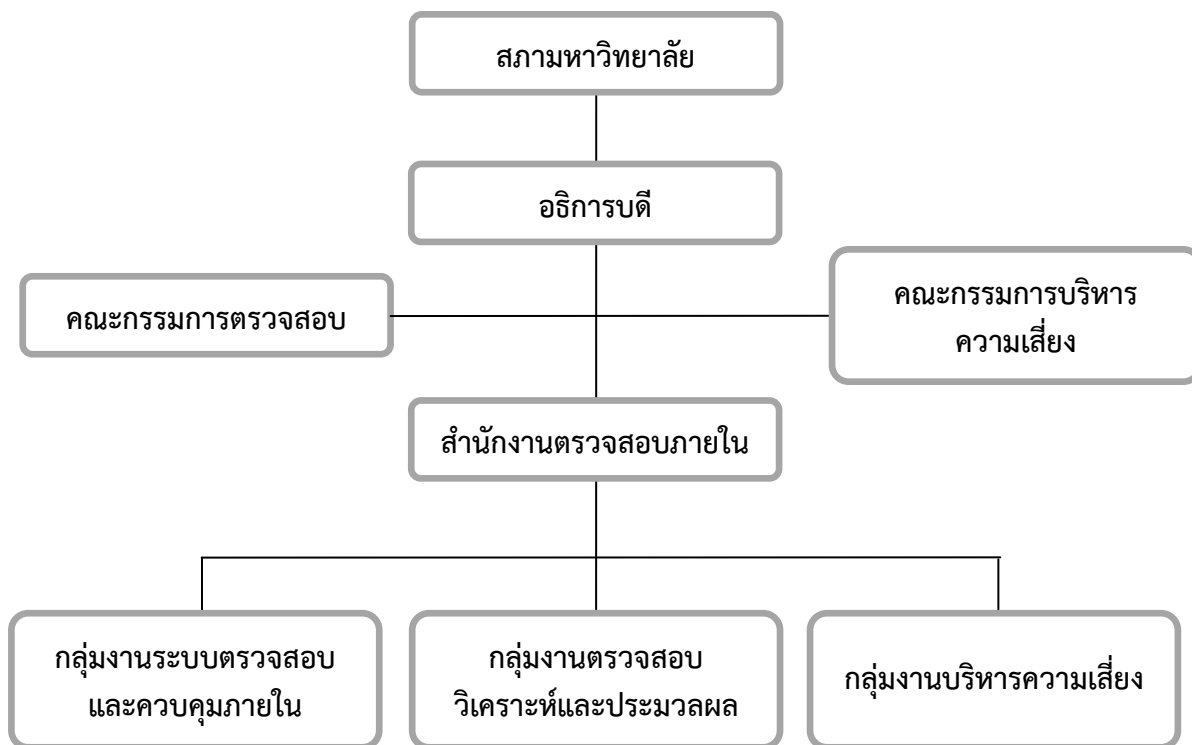 สภามหาวิทยาลัย
อธิการบดี
คณะกรรมการตรวจสอบ
คณะกรรมการบริหาร
ความเสี่ยง
สำนักงานตรวจสอบภายใน
กลุ่มงานระบบตรวจสอบ
และควบคุมภายใน
กลุ่มงานตรวจสอบ
วิเคราะห์และประมวลผล
กลุ่มงานบริหารความเสี่ยง